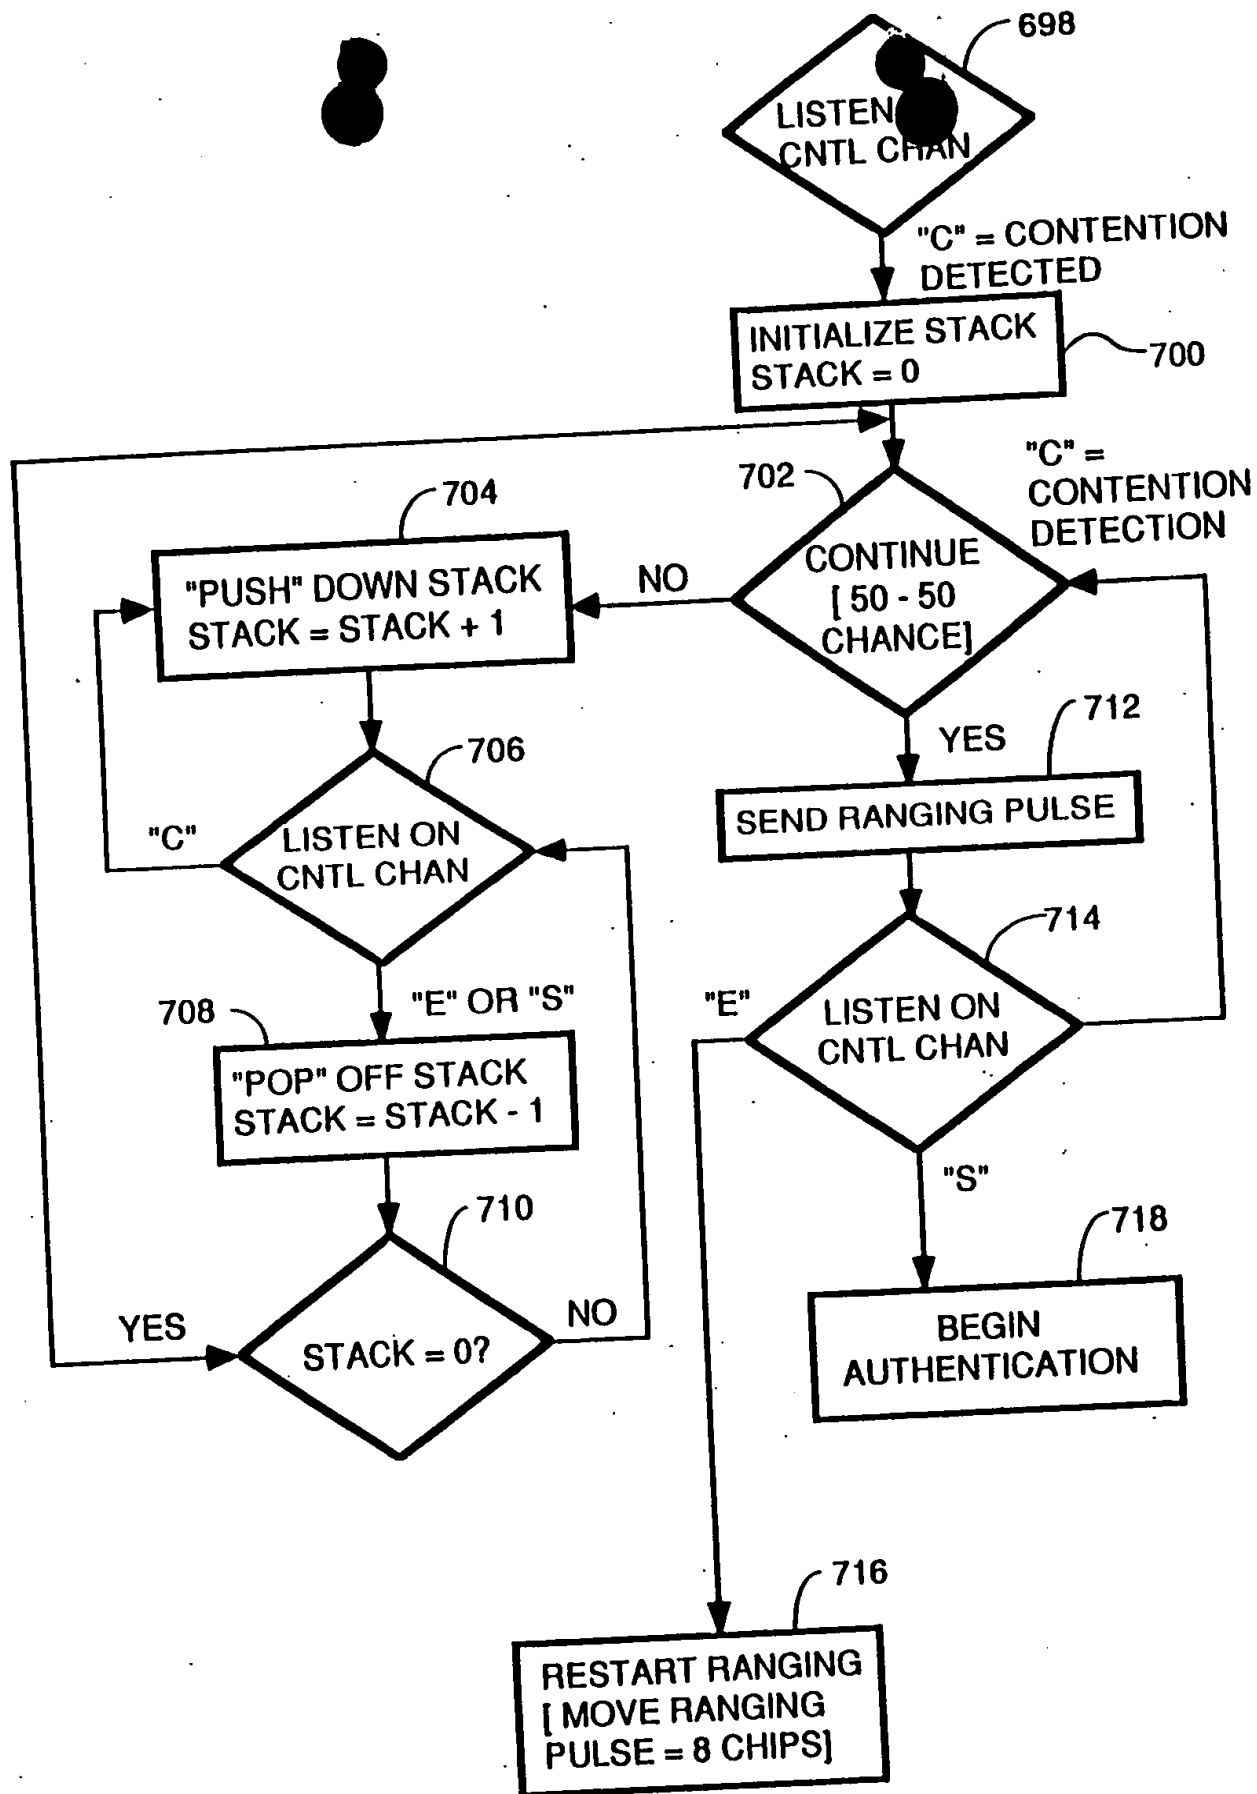 698
LISTEN
CNTL CHAN
"C" = CONTENTION
DETECTED
INITIALIZE STACK
STACK = 0
700
702
"C" =
CONTENTION
DETECTION
CONTINUE
[ 50 - 50
CHANCE]
NO
704
"PUSH" DOWN STACK
STACK = STACK + 1
YES
712
SEND RANGING PULSE
706
"C"
LISTEN ON
CNTL CHAN
714
"E"
LISTEN ON
CNTL CHAN
"E" OR "S"
708
"POP" OFF STACK
STACK = STACK - 1
"S"
710
718
YES
STACK = 0?
NO
BEGIN
AUTHENTICATION
716
RESTART RANGING
[ MOVE RANGING
PULSE = 8 CHIPS]